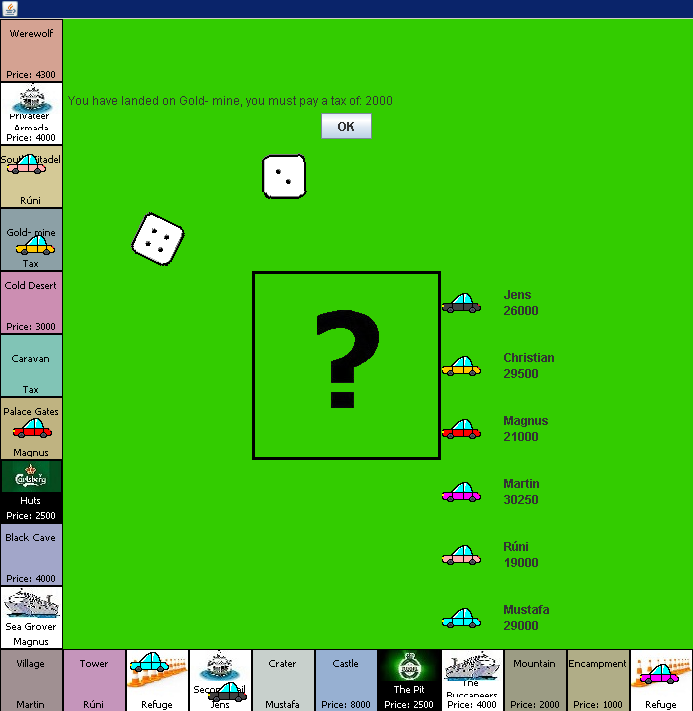 Werewolf
Price: 4300
Privateer
Armada
Price: 4000
South Citadel
Rúni
Gold- mine
Tax
Cold Desert
Price: 3000
Caravan
Tax
Palace Gates
Magnus
Carlsberg
Huts
Price: 2500
Black Cave
Price: 4000
Sea Grover
Magnus
You have landed on Gold- mine, you must pay a tax of: 2000
OK
?
Jens
26000
Christian
29500
Magnus
21000
Martin
30250
Rúni
19000
Mustafa
29000
Village
Martin
Tower
Rúni
Refuge
Jens
Crater
Mustafa
Castle
Price: 8000
The Pit
Price: 2500
The
Buccaneers
Price: 4000
Mountain
Price: 2000
Encampment
Price: 1000
Refuge